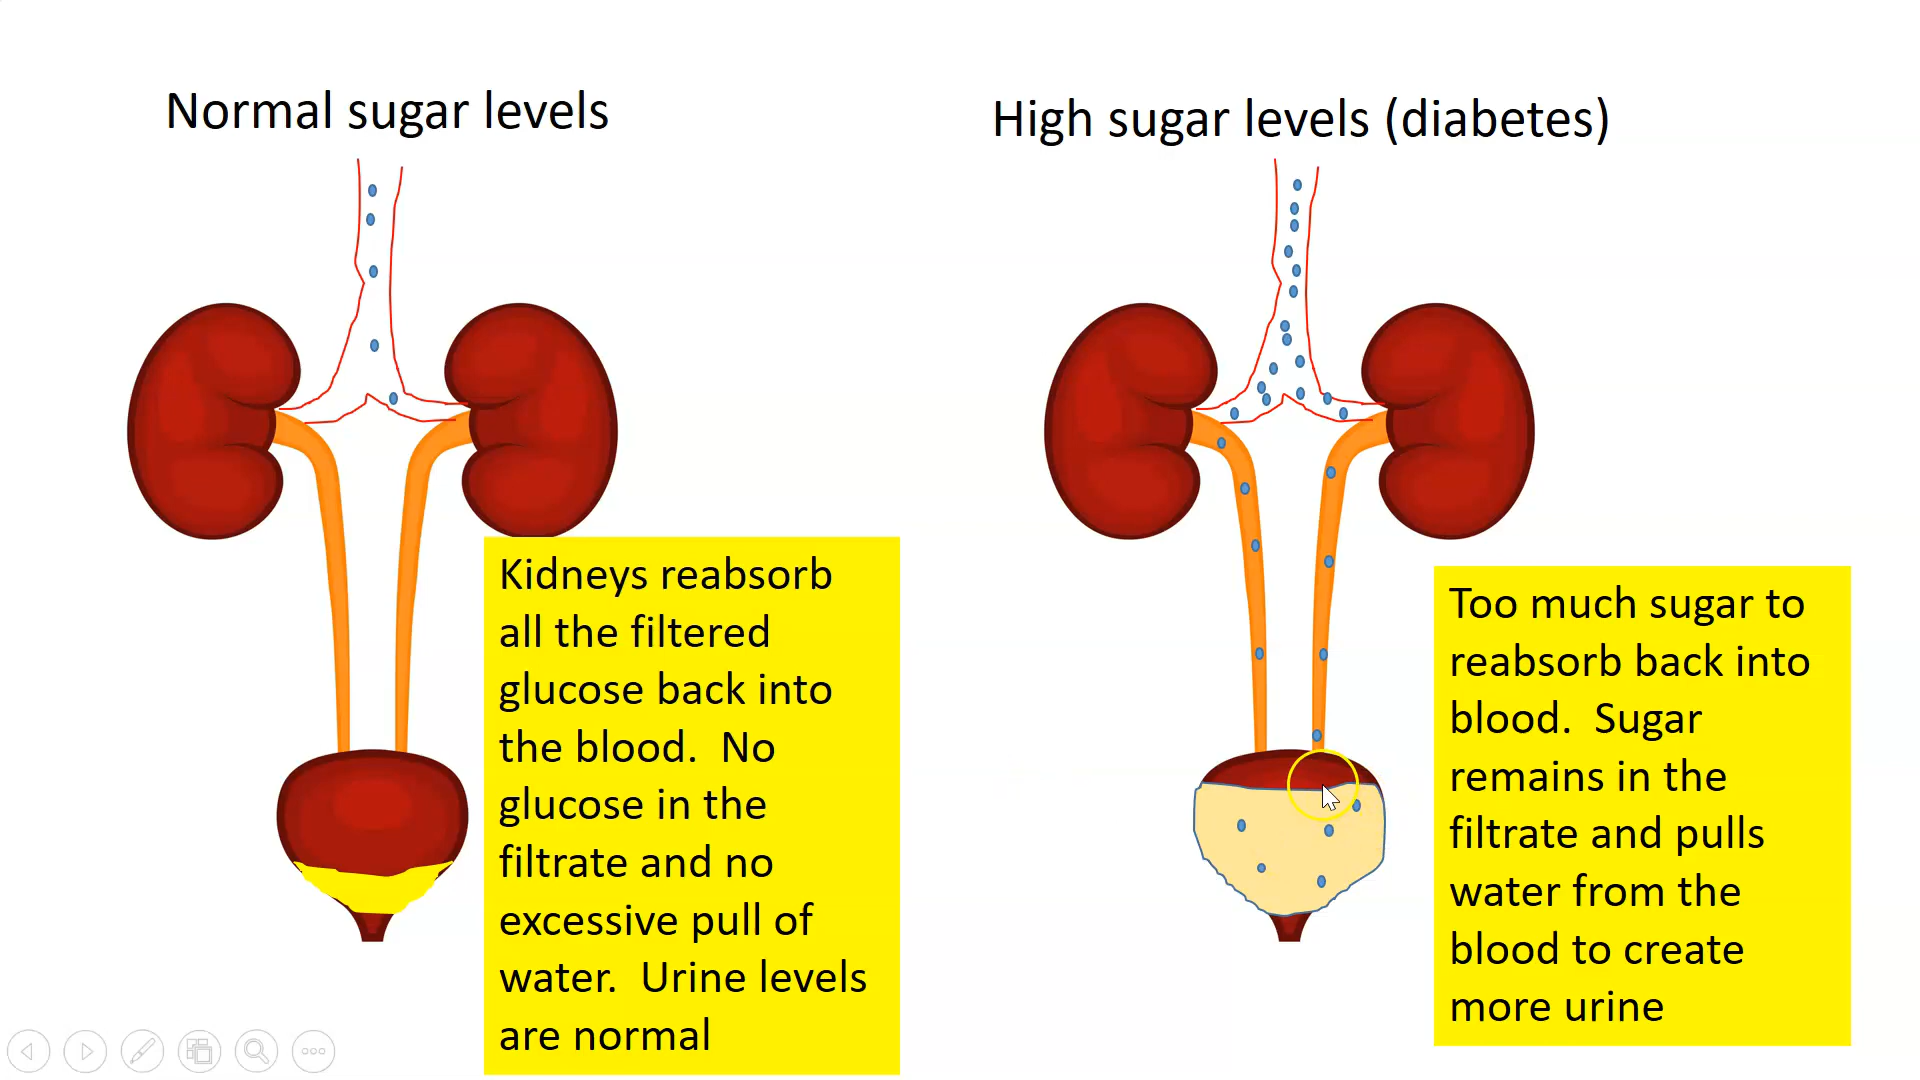 Normal sugar levels
High sugar levels (diabetes)
Kidneys reabsorb
all the filtered
glucose back into
the blood.  No
glucose in the
filtrate and no
excessive pull of
water.  Urine levels
are normal
Too much sugar to
reabsorb back into
blood.  Sugar
remains in the
filtrate and pulls
water from the
blood to create
more urine